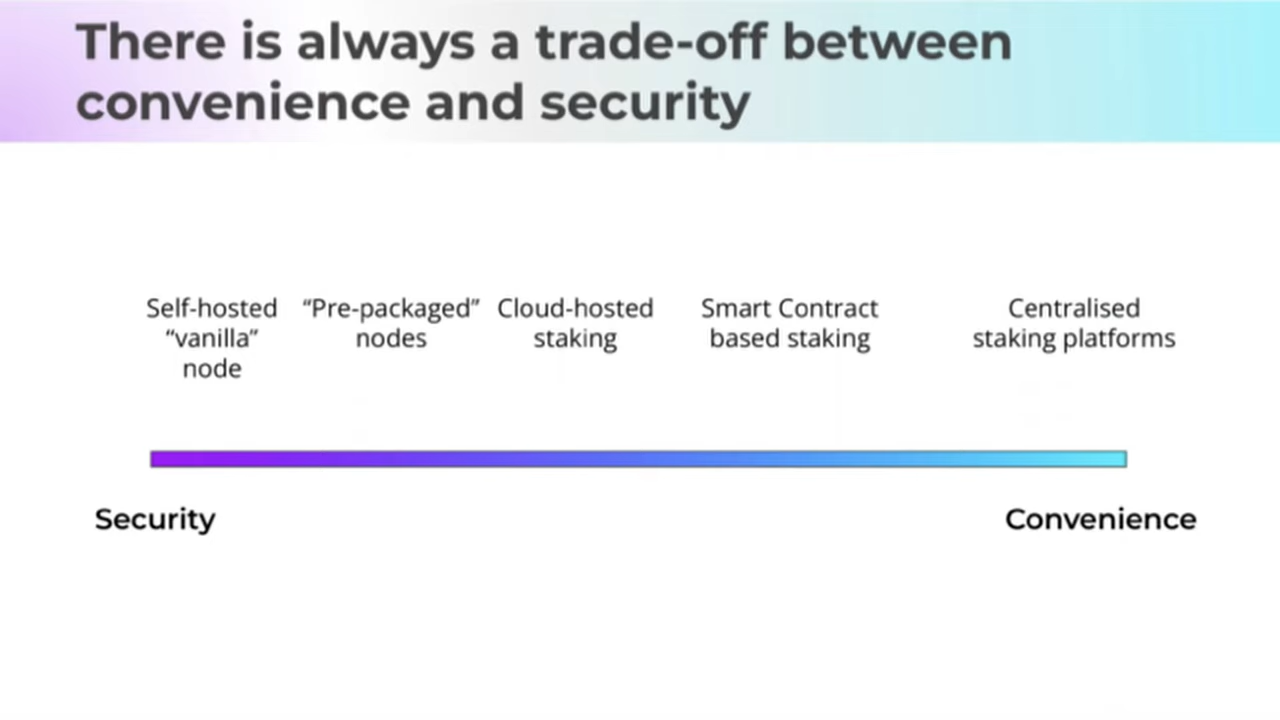 There is always a trade-off between
convenience and security
Self-hosted
“vanilla”
node
“Pre-packaged”
nodes
Cloud-hosted
staking
Smart Contract
based staking
Centralised
staking platforms
Security
Convenience